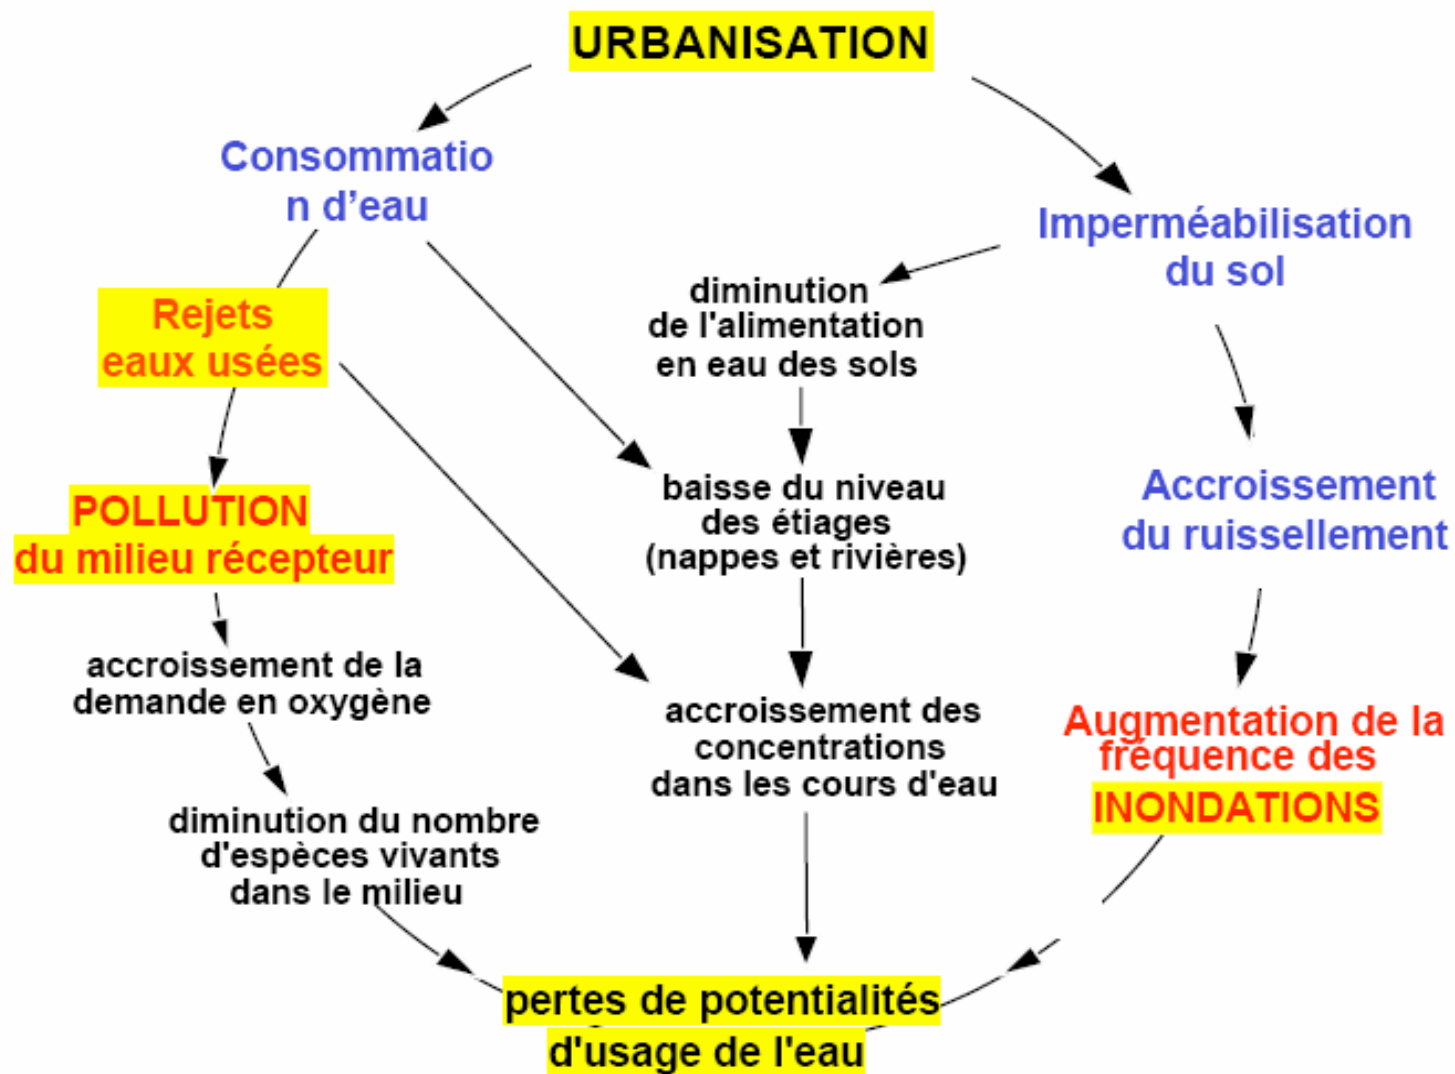 URBANISATION
Consommatio
n d’eau
Imperméabilisation
du sol
Rejets
eaux usées
diminution
de l'alimentation
en eau des sols
POLLUTION
du milieu récepteur
baisse du niveau
des étiages
(nappes et rivières)
Accroissement
du ruissellement
accroissement de la
demande en oxygène
accroissement des
concentrations
dans les cours d'eau
Augmentation de la
fréquence des
INONDATIONS
diminution du nombre
d'espèces vivants
dans le milieu
pertes de potentialités
d'usage de l'eau